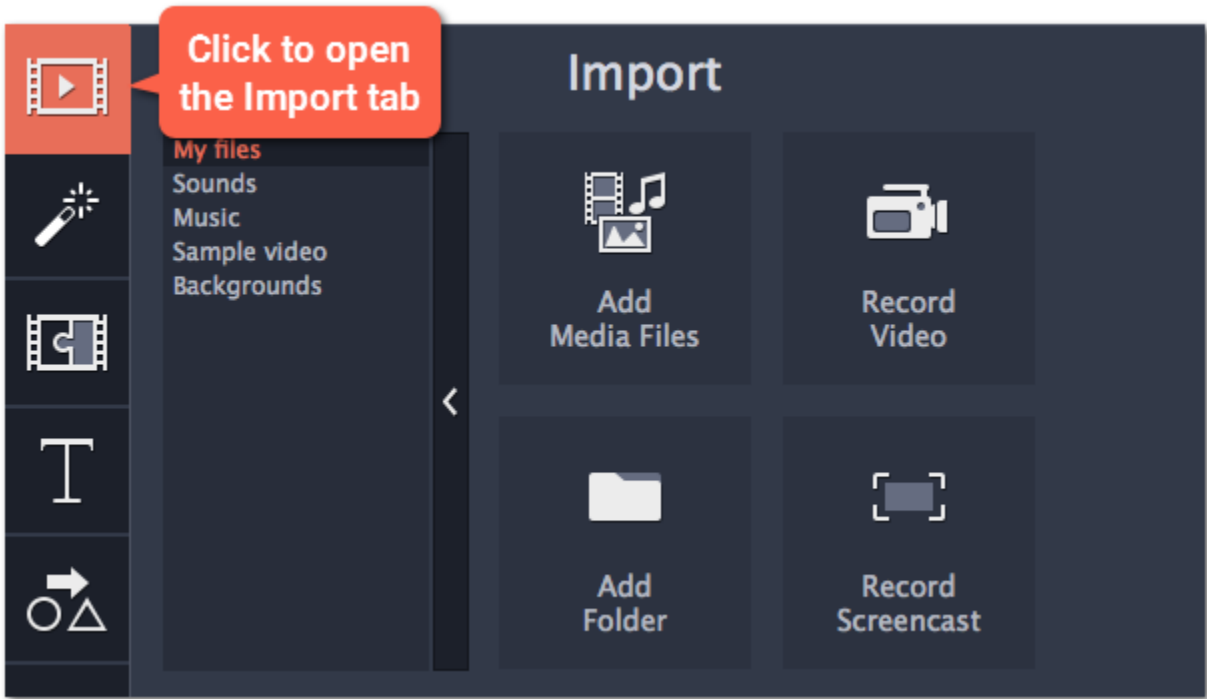 Click to open
the Import tab
Import
My files
Sounds
Music
Sample video
Backgrounds
Add
Media Files
Record
Video
Add
Folder
Record
Screencast